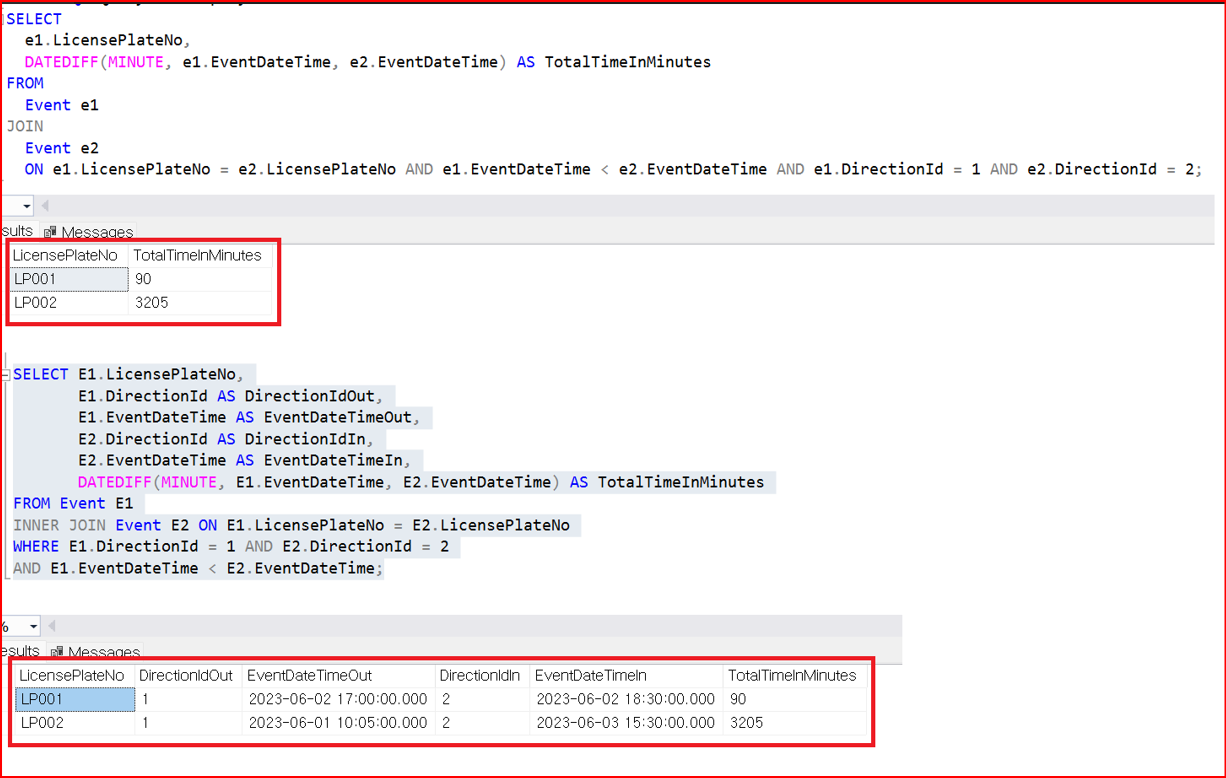 SELECT
e1.LicensePlateNo,
DATEDIFF(MINUTE, e1.EventDateTime, e2.EventDateTime) AS TotalTimeInMinutes
FROM
Event e1
JOIN
Event e2
ON e1.LicensePlateNo = e2.LicensePlateNo AND e1.EventDateTime < e2.EventDateTime AND e1.DirectionId = 1 AND e2.DirectionId = 2;
sults Messages
LicensePlateNo TotalTimeInMinutes
LP001 90
LP002 3205
SELECT E1.LicensePlateNo,
E1.DirectionId AS DirectionIdOut,
E1.EventDateTime AS EventDateTimeOut,
E2.DirectionId AS DirectionIdIn,
E2.EventDateTime AS EventDateTimeIn,
DATEDIFF(MINUTE, E1.EventDateTime, E2.EventDateTime) AS TotalTimeInMinutes
FROM Event E1
INNER JOIN Event E2 ON E1.LicensePlateNo = E2.LicensePlateNo
WHERE E1.DirectionId = 1 AND E2.DirectionId = 2
AND E1.EventDateTime < E2.EventDateTime;
%
esults Messages
LicensePlateNo DirectionIdOut EventDateTimeOut DirectionIdIn EventDateTimeIn TotalTimeInMinutes
LP001 1 2023-06-02 17:00:00.000 2 2023-06-02 18:30:00.000 90
LP002 1 2023-06-01 10:05:00.000 2 2023-06-03 15:30:00.000 3205